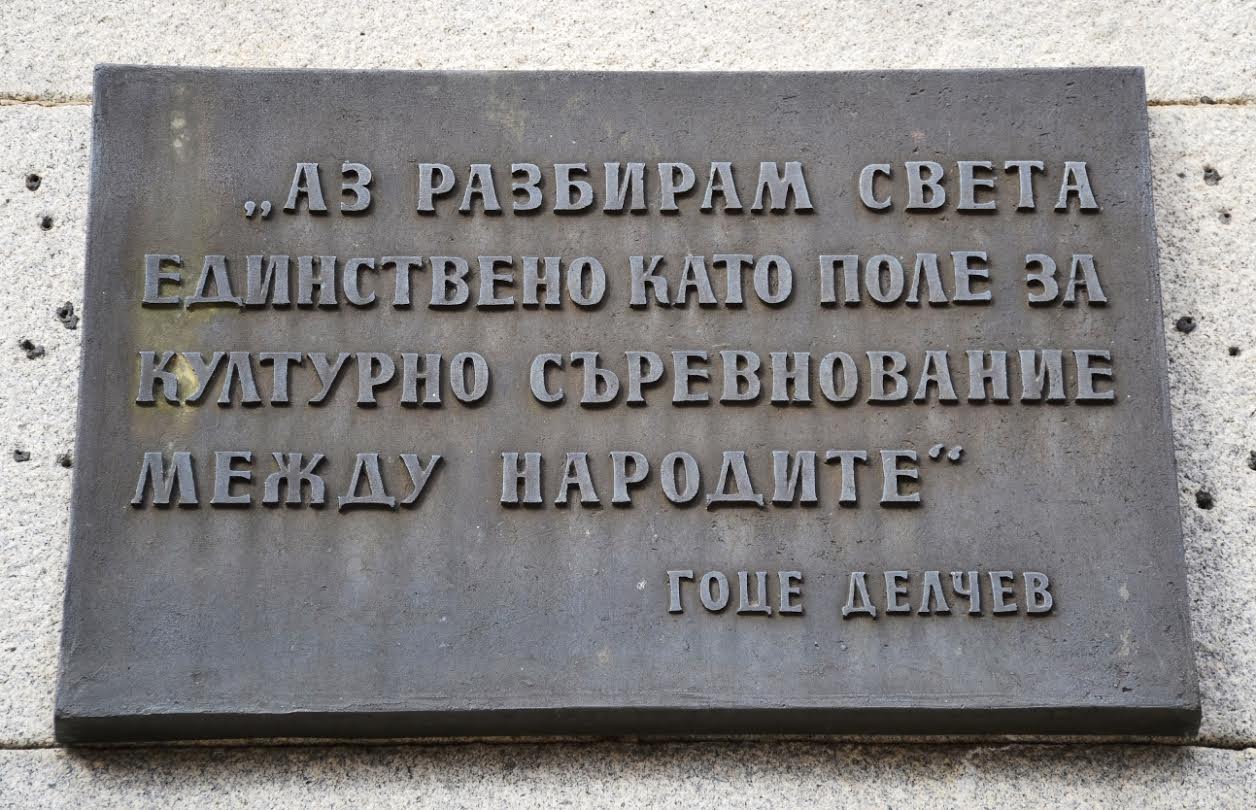 „АЗ РАЗБИРАМ СВЕТА
ЕДИНСТВЕНО КАТО ПОЛЕ ЗА
КУЛТУРНО СЪРЕВНОВАНИЕ
МЕЖДУ НАРОДИТЕ“
ГОЦЕ ДЕЛЧЕВ